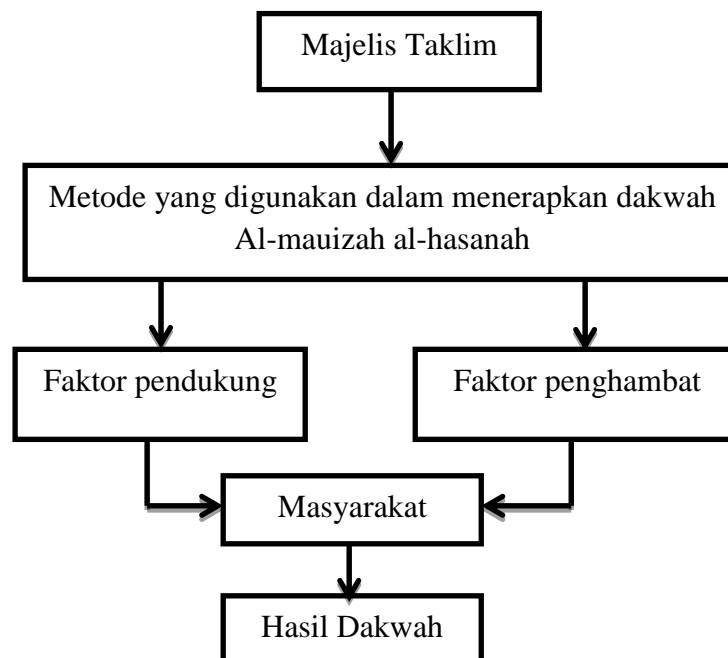 Majelis Taklim
Metode yang digunakan dalam menerapkan dakwah
Al-mauizah al-hasanah
Faktor pendukung
Faktor penghambat
Masyarakat
Hasil Dakwah